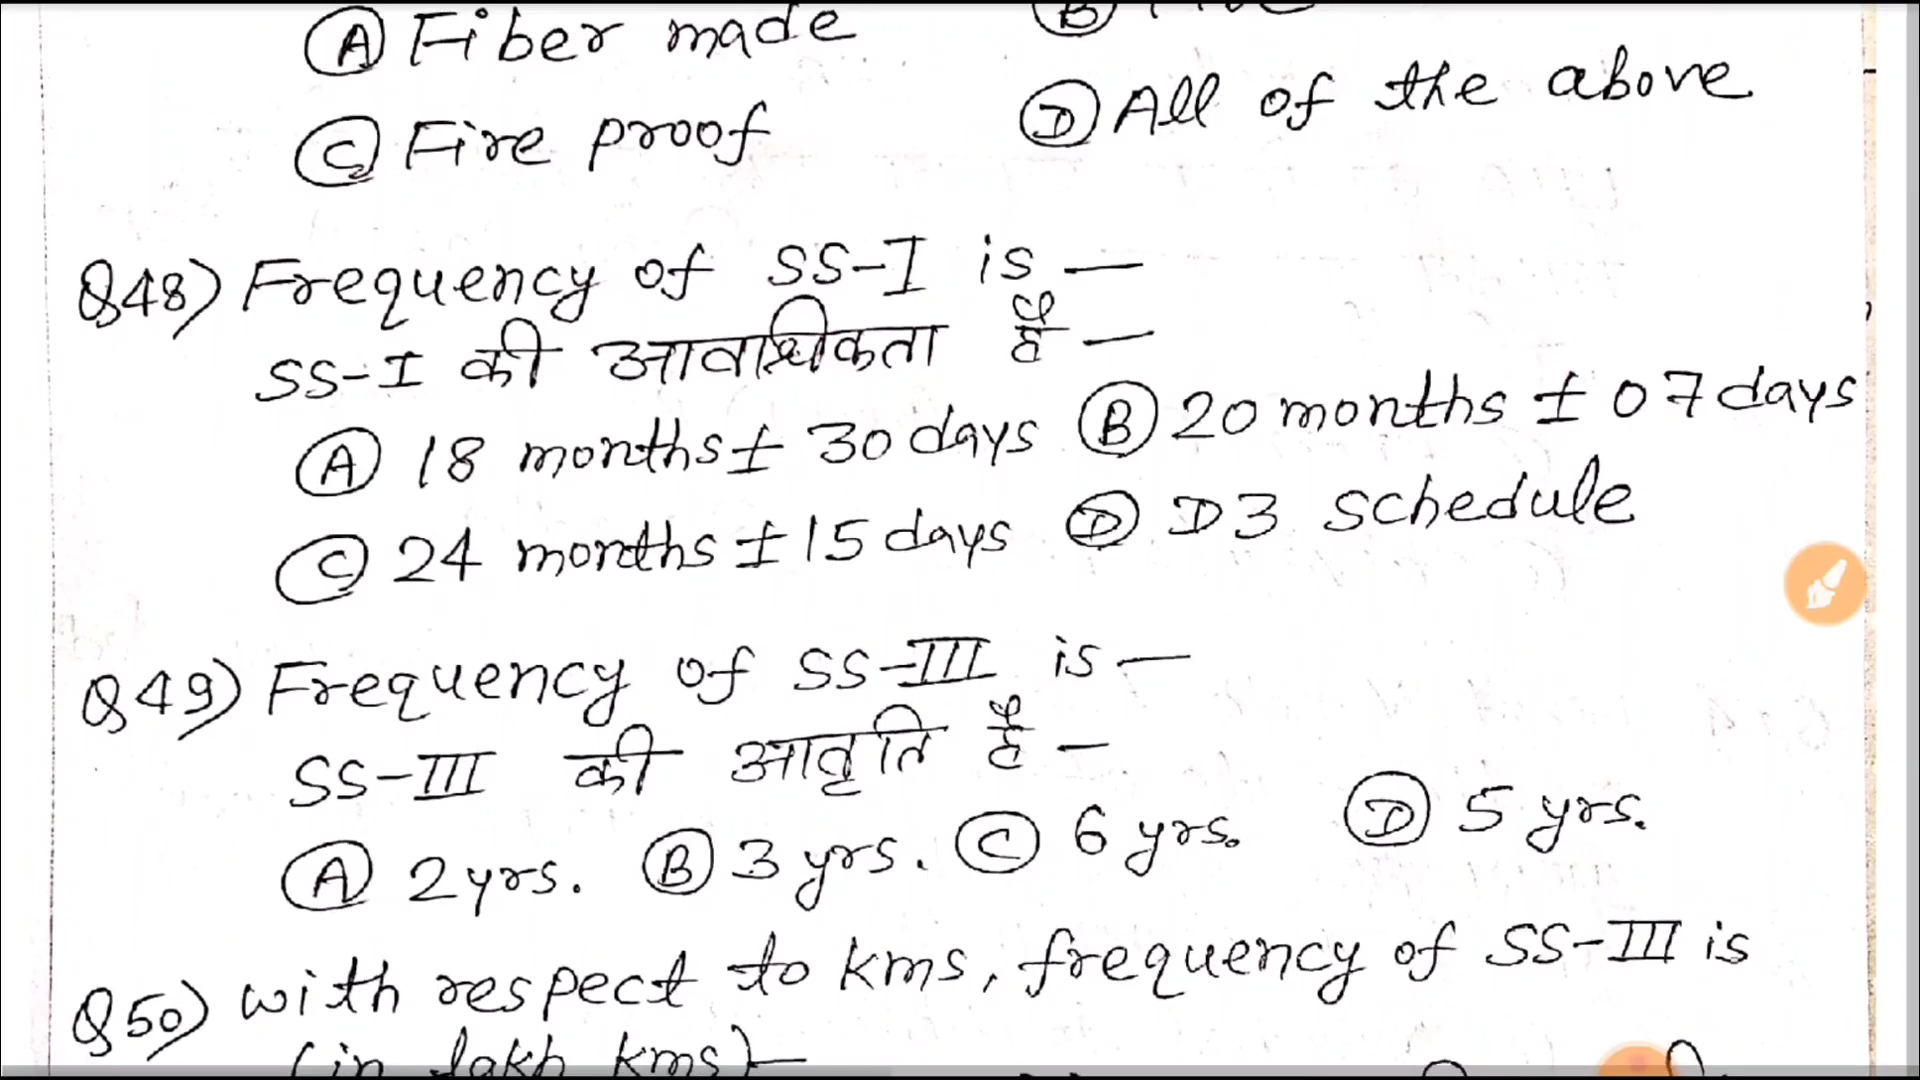 Ⓐ Fiber made Ⓑ
Ⓒ Fire proof Ⓓ All of the above
Q48) Frequency of SS-I is —
SS-I की आवधिकता है —
Ⓐ 18 months ± 30 days Ⓑ 20 months ± 07 days
Ⓒ 24 months ± 15 days Ⓓ D3 schedule
Q49) Frequency of SS-III is —
SS-III की आवृति है —
Ⓐ 2 yrs. Ⓑ 3 yrs. Ⓒ 6 yrs. Ⓓ 5 yrs.
Q50) with respect to kms, frequency of SS-III is
(in lakh kms) —